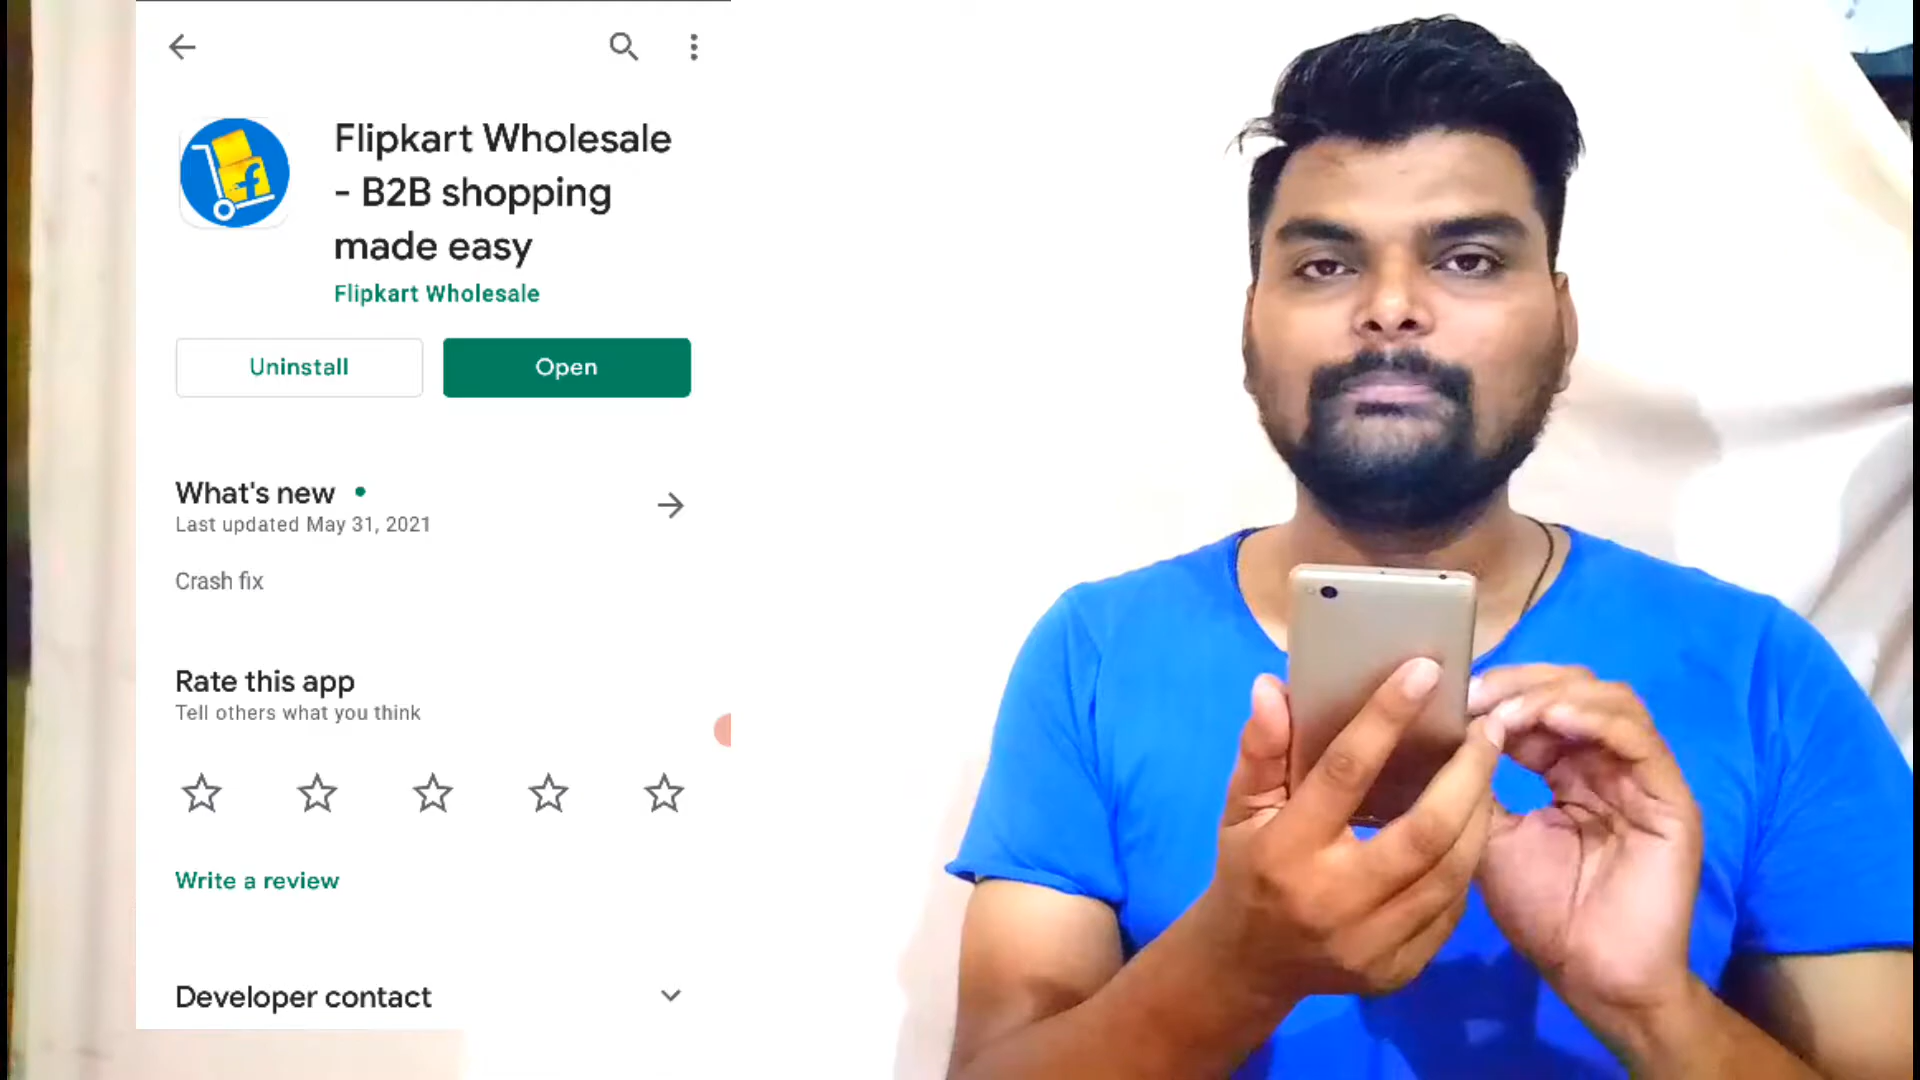 Flipkart Wholesale
- B2B shopping
made easy
Flipkart Wholesale
Uninstall
Open
What's new
Last updated May 31, 2021
Crash fix
Rate this app
Tell others what you think
Write a review
Developer contact